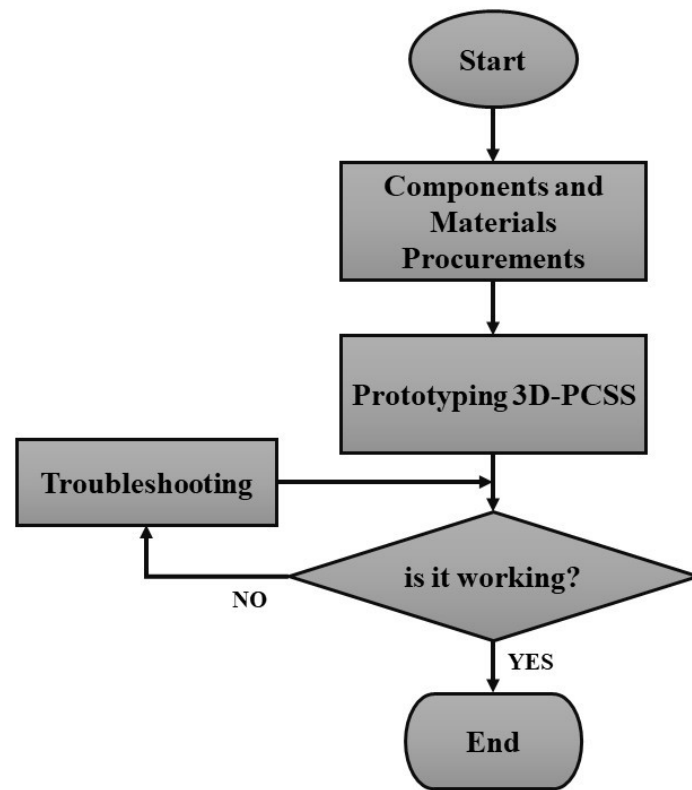 Start
Components and
Materials
Procurements
Prototyping 3D-PCSS
Troubleshooting
is it working?
NO
YES
End